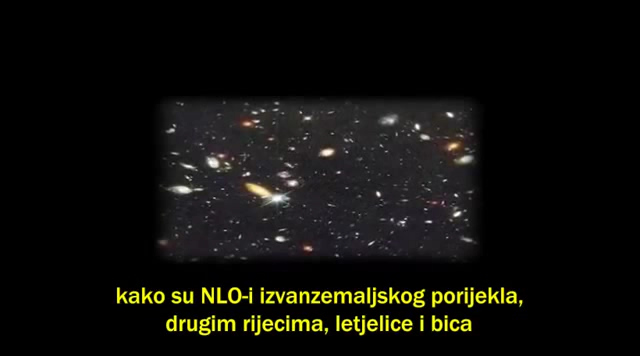 kako su NLO-i izvanzemaljskog porijekla,
drugim rijecima, letjelice i bica